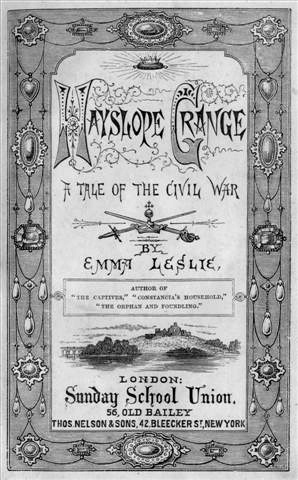 HAYSLOPE GRANGE
A TALE OF THE CIVIL WAR
BY
EMMA LESLIE,
AUTHOR OF
"THE CAPTIVES," "CONSTANCIA'S HOUSEHOLD,"
"THE ORPHAN AND FOUNDLING."
LONDON:
Sunday School Union,
56, OLD BAILEY
THOS. NELSON & SONS, 42. BLEECKER ST, NEW YORK